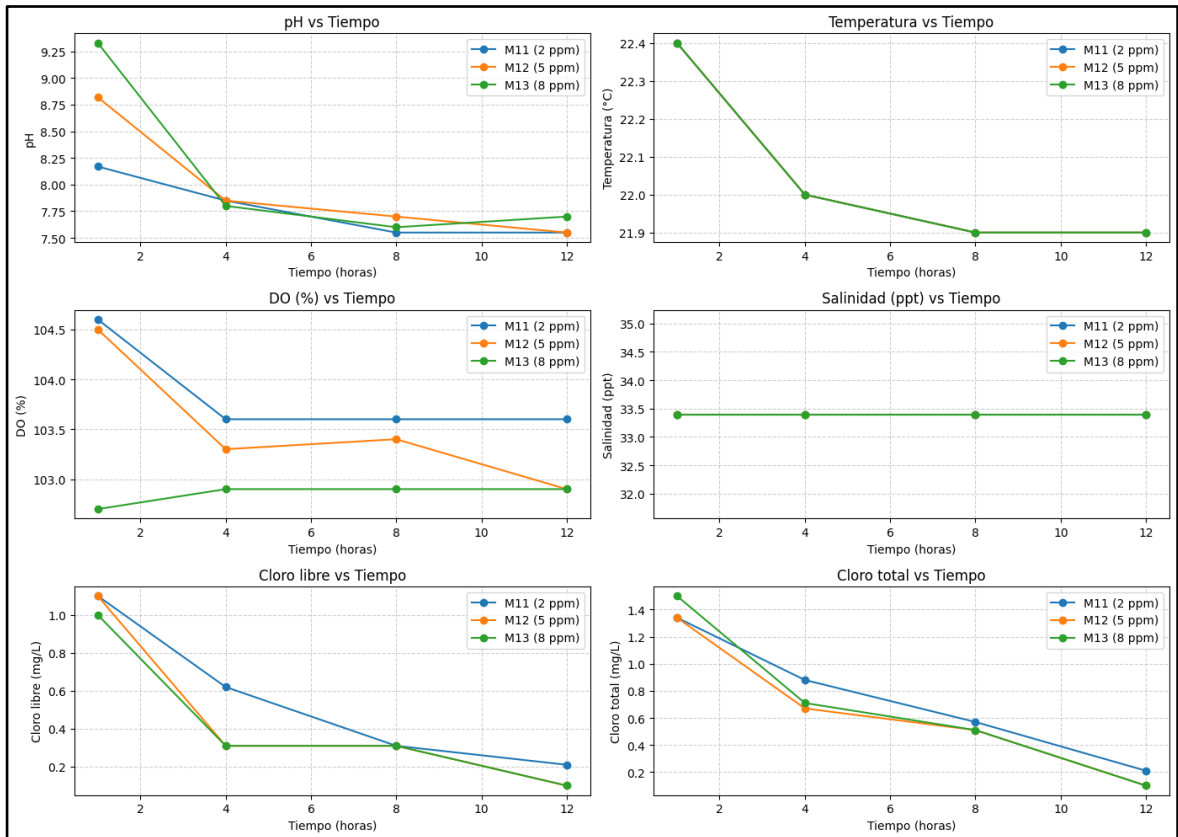 pH vs Tiempo
9.25
9.00
8.75
8.50
8.25
8.00
7.75
7.50
pH
M11 (2 ppm)
M12 (5 ppm)
M13 (8 ppm)
2 4 6 8 10 12
Tiempo (horas)
Temperatura vs Tiempo
22.4
22.3
22.2
22.1
22.0
21.9
Temperatura (°C)
M11 (2 ppm)
M12 (5 ppm)
M13 (8 ppm)
2 4 6 8 10 12
Tiempo (horas)
DO (%) vs Tiempo
104.5
104.0
103.5
103.0
DO (%)
M11 (2 ppm)
M12 (5 ppm)
M13 (8 ppm)
2 4 6 8 10 12
Tiempo (horas)
Salinidad (ppt) vs Tiempo
35.0
34.5
34.0
33.5
33.0
32.5
32.0
Salinidad (ppt)
M11 (2 ppm)
M12 (5 ppm)
M13 (8 ppm)
2 4 6 8 10 12
Tiempo (horas)
Cloro libre vs Tiempo
1.0
0.8
0.6
0.4
0.2
Cloro libre (mg/L)
M11 (2 ppm)
M12 (5 ppm)
M13 (8 ppm)
2 4 6 8 10 12
Tiempo (horas)
Cloro total vs Tiempo
1.4
1.2
1.0
0.8
0.6
0.4
0.2
Cloro total (mg/L)
M11 (2 ppm)
M12 (5 ppm)
M13 (8 ppm)
2 4 6 8 10 12
Tiempo (horas)